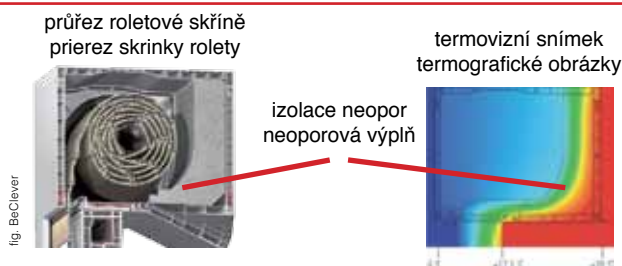 průřez roletové skříně
prierez skrinky rolety
termovizní snímek
termografické obrázky
izolace neopor
neoporová výplň
fig. BeClever